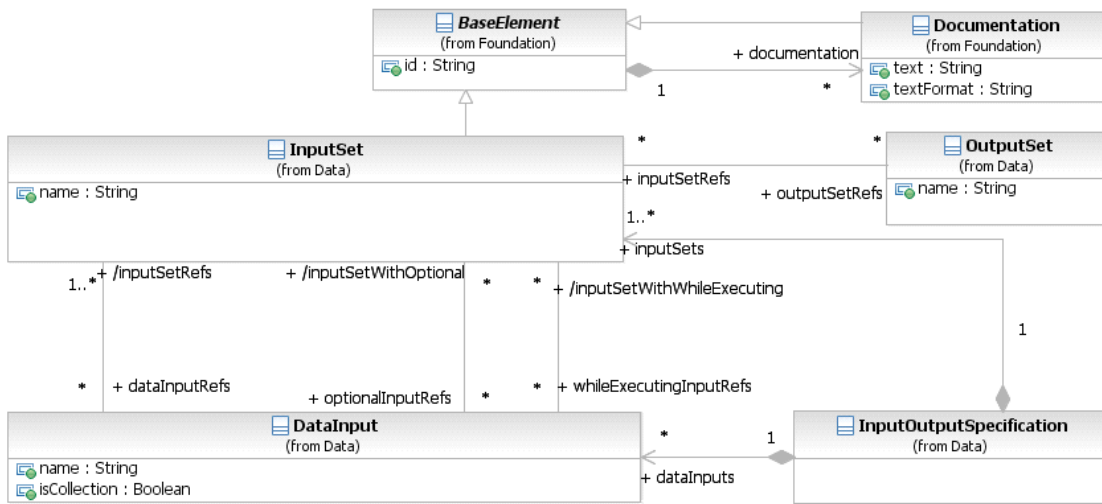 BaseElement
(from Foundation)
id : String
Documentation
(from Foundation)
text : String
textFormat : String
+ documentation
1
*
InputSet
(from Data)
name : String
*
*
+ inputSetRefs
+ outputSetRefs
OutputSet
(from Data)
name : String
1..*
+ inputSets
+ /inputSetRefs
1..*
+ /inputSetWithOptional
*
*
+ /inputSetWithWhileExecuting
1
*
+ dataInputRefs
+ optionalInputRefs
*
*
+ whileExecutingInputRefs
DataInput
(from Data)
name : String
isCollection : Boolean
*
1
+ dataInputs
InputOutputSpecification
(from Data)